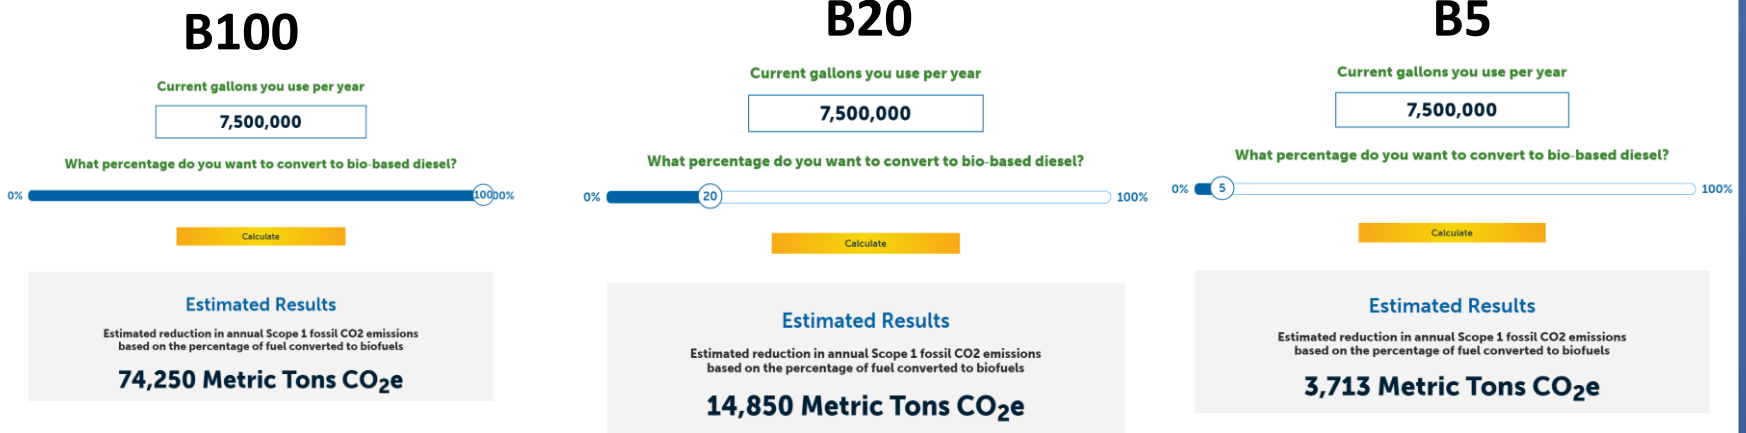 B100
Current gallons you use per year
7,500,000
What percentage do you want to convert to bio-based diesel?
0% 100 00%
Calculate
Estimated Results
Estimated reduction in annual Scope 1 fossil CO2 emissions
based on the percentage of fuel converted to biofuels
74,250 Metric Tons CO₂e
B20
Current gallons you use per year
7,500,000
What percentage do you want to convert to bio-based diesel?
0% 20 100%
Calculate
Estimated Results
Estimated reduction in annual Scope 1 fossil CO2 emissions
based on the percentage of fuel converted to biofuels
14,850 Metric Tons CO₂e
B5
Current gallons you use per year
7,500,000
What percentage do you want to convert to bio-based diesel?
0% 5 100%
Calculate
Estimated Results
Estimated reduction in annual Scope 1 fossil CO2 emissions
based on the percentage of fuel converted to biofuels
3,713 Metric Tons CO₂e